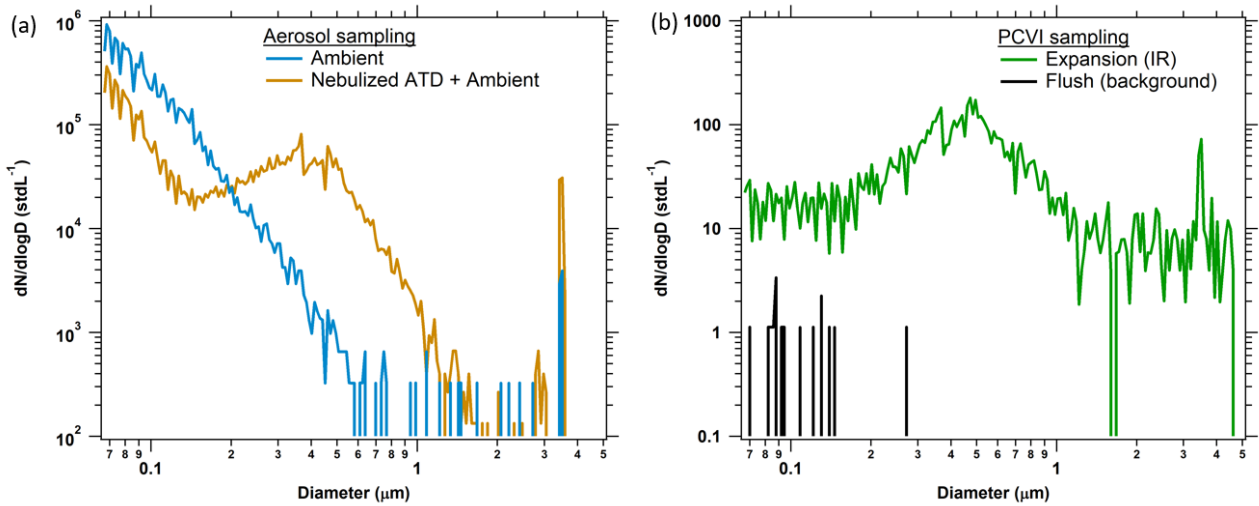 (a)
Aerosol sampling
Ambient
Nebulized ATD + Ambient
dN/dlogD (stdL⁻¹)
10⁶
10⁵
10⁴
10³
10²
7 8 9 0.1 2 3 4 5 6 7 8 9 1 2 3 4 5
Diameter (μm)
(b)
PCVI sampling
Expansion (IR)
Flush (background)
dN/dlogD (stdL⁻¹)
1000
100
10
1
0.1
7 8 9 0.1 2 3 4 5 6 7 8 9 1 2 3 4 5
Diameter (μm)